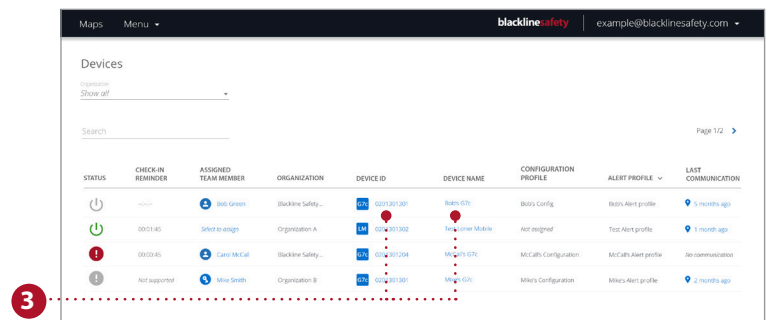 Maps Menu blacklinesafety example@blacklinesafety.com
Devices
Organization
Show all
Search Page 1/2
STATUS CHECK-IN REMINDER ASSIGNED TEAM MEMBER ORGANIZATION DEVICE ID DEVICE NAME CONFIGURATION PROFILE ALERT PROFILE LAST COMMUNICATION
--:--:-- Bob Green Blackline Safety... G7c 0201301301 Bob's G7c Bob's Config Bob's Alert profile 5 months ago
00:01:45 Select to assign Organization A LM 0201301302 Test Loner Mobile Not assigned Test Alert profile 1 month ago
00:00:45 Carol McCall Blackline Safety... G7c 0201301204 McCall's G7c McCall's Configuration McCall's Alert profile No communication
Not supported Mike Smith Organization B G7c 0201301301 Mike's G7c Mike's Configuration Mike's Alert profile 2 months ago
3